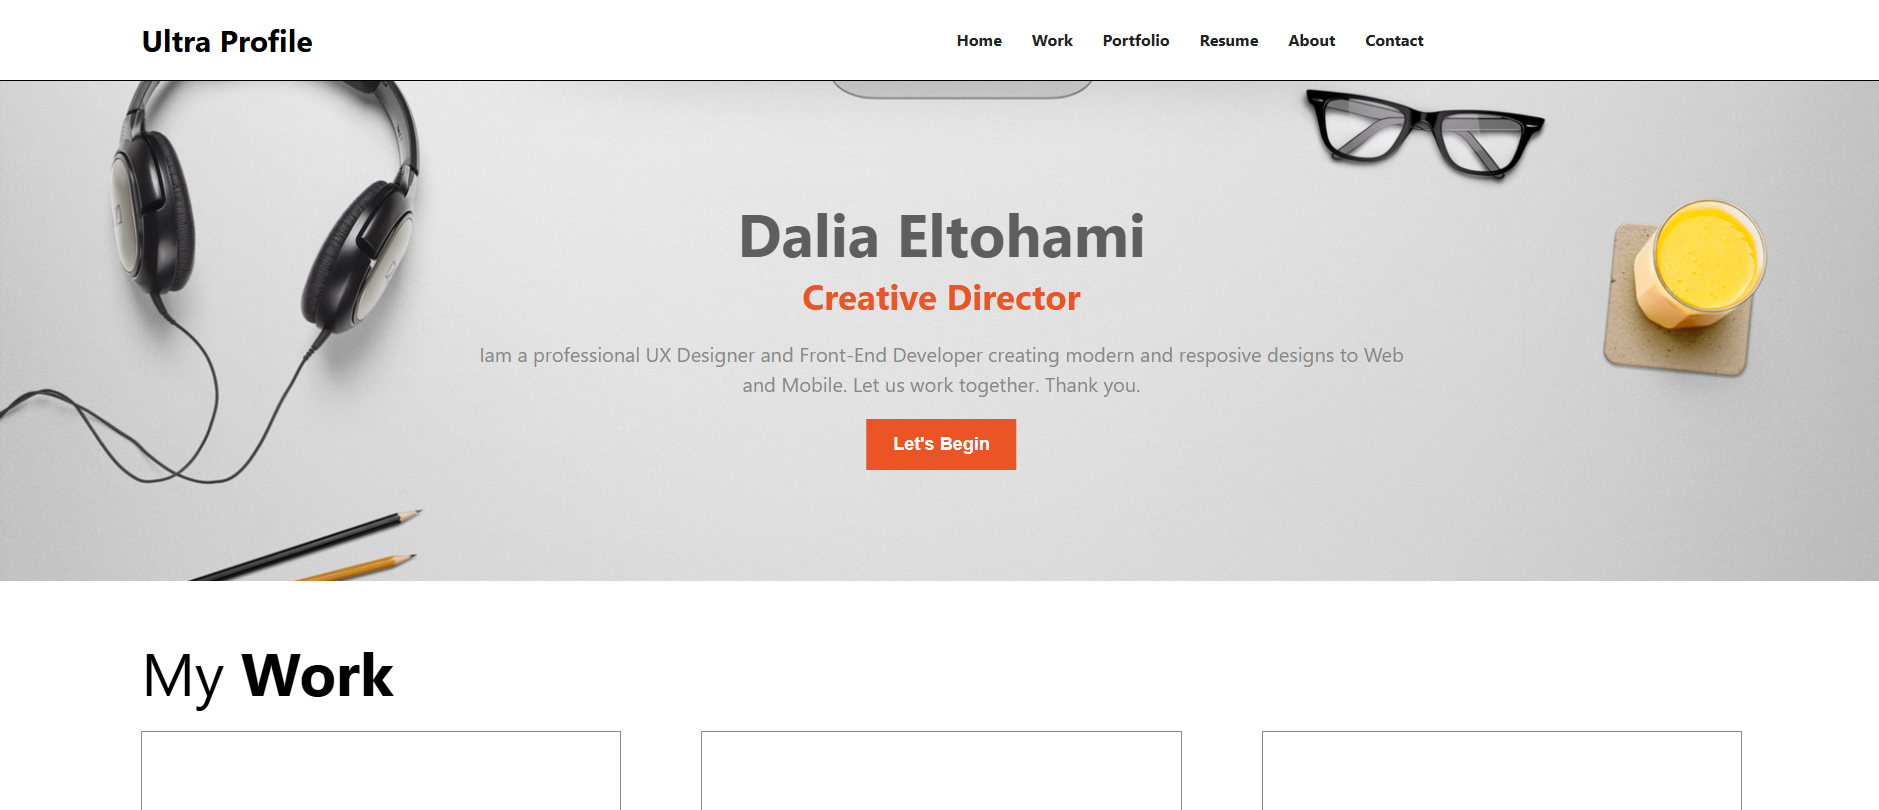 Ultra Profile
Home Work Portfolio Resume About Contact
Dalia Eltohami
Creative Director
Iam a professional UX Designer and Front-End Developer creating modern and resposive designs to Web
and Mobile. Let us work together. Thank you.
Let's Begin
My Work